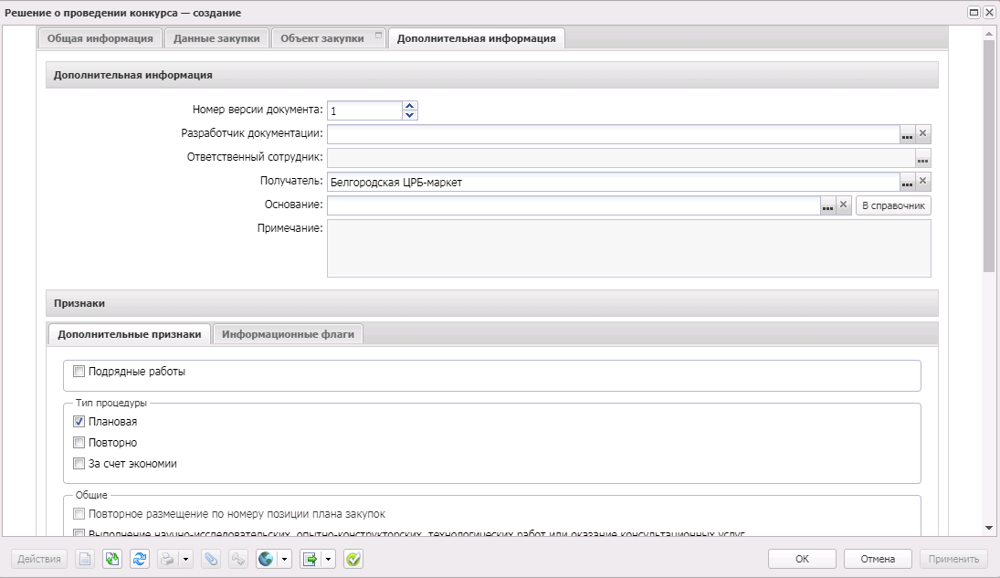 Решение о проведении конкурса — создание
Общая информация
Данные закупки
Объект закупки
Дополнительная информация
Дополнительная информация
Номер версии документа: 1
Разработчик документации:
Ответственный сотрудник:
Получатель: Белгородская ЦРБ-маркет
Основание: В справочник
Примечание:
Признаки
Дополнительные признаки
Информационные флаги
Подрядные работы
Тип процедуры
Плановая
Повторно
За счет экономии
Общие
Повторное размещение по номеру позиции плана закупок
Выполнение научно-исследовательских, опытно-конструкторских, технологических работ или оказание консультационных услуг
Действия
ОК
Отмена
Применить